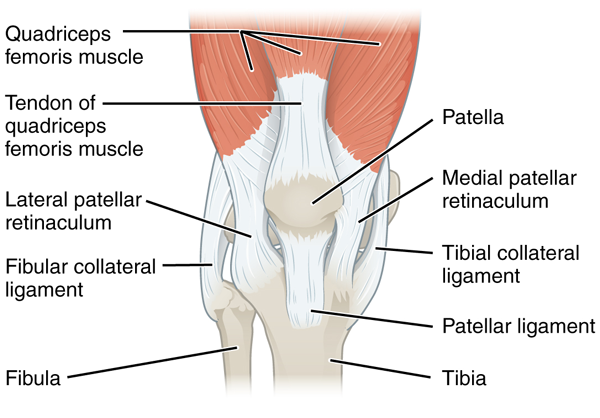 Quadriceps
femoris muscle
Tendon of
quadriceps
femoris muscle
Lateral patellar
retinaculum
Fibular collateral
ligament
Fibula
Patella
Medial patellar
retinaculum
Tibial collateral
ligament
Patellar ligament
Tibia